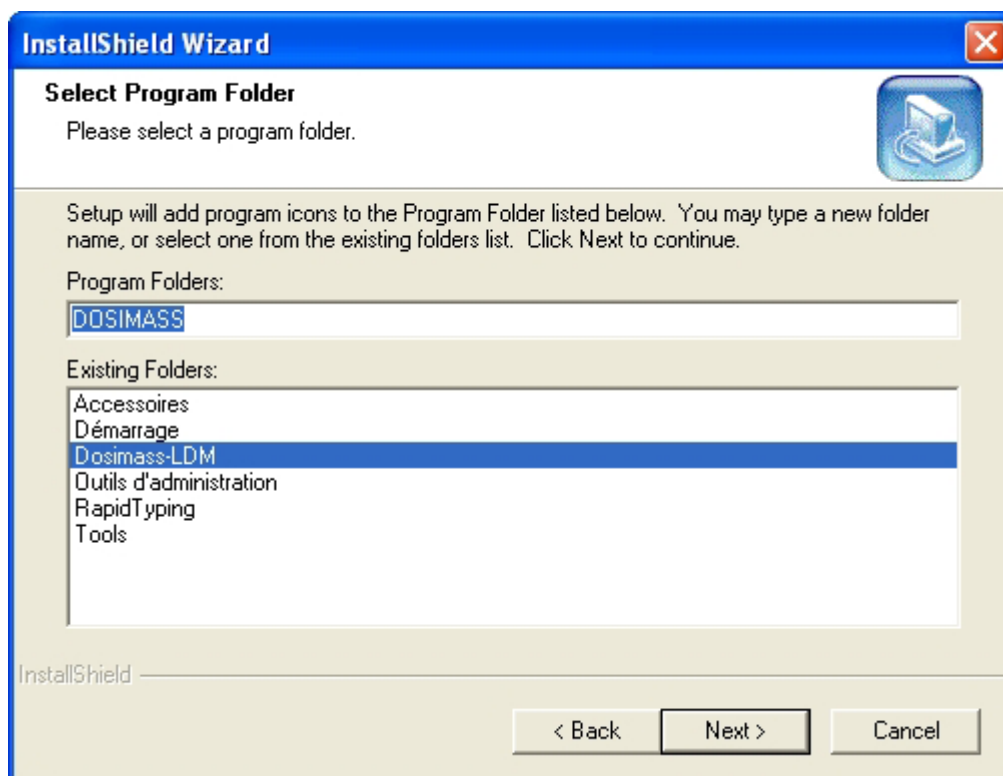 InstallShield Wizard
Select Program Folder
Please select a program folder.
Setup will add program icons to the Program Folder listed below.  You may type a new folder
name, or select one from the existing folders list.  Click Next to continue.
Program Folders:
DOSIMASS
Existing Folders:
Accessoires
Démarrage
Dosimass-LDM
Outils d'administration
RapidTyping
Tools
InstallShield
< Back
Next >
Cancel